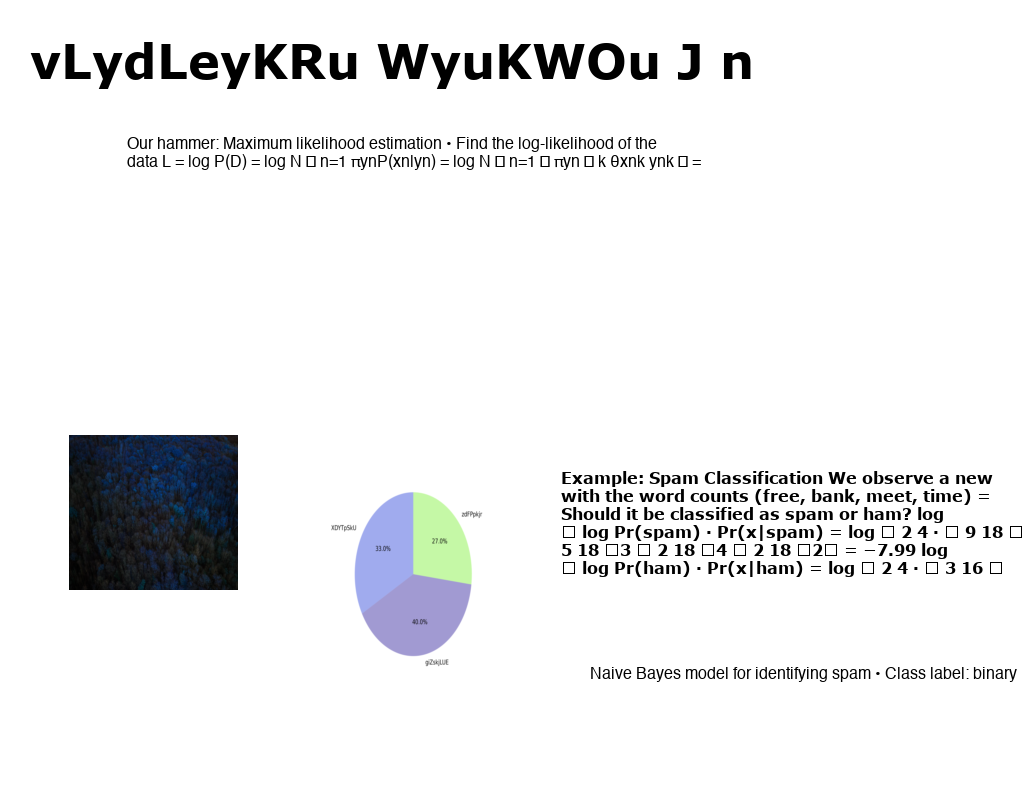 vLydLeyKRu WyuKWOu J n
Our hammer: Maximum likelihood estimation • Find the log-likelihood of the
data L = log P(D) = log N □ n=1 πynP(xnlyn) = log N □ n=1 □ πyn □ k θxnk ynk □ =
zdFPpkjr
XDYTpSkU
27.0%
33.0%
40.0%
giZskjLUE
Example: Spam Classification We observe a new
with the word counts (free, bank, meet, time) =
Should it be classified as spam or ham? log
□ log Pr(spam) · Pr(x|spam) = log □ 2 4 · □ 9 18 □
5 18 □3 □ 2 18 □4 □ 2 18 □2□ = −7.99 log
□ log Pr(ham) · Pr(x|ham) = log □ 2 4 · □ 3 16 □
Naive Bayes model for identifying spam • Class label: binary